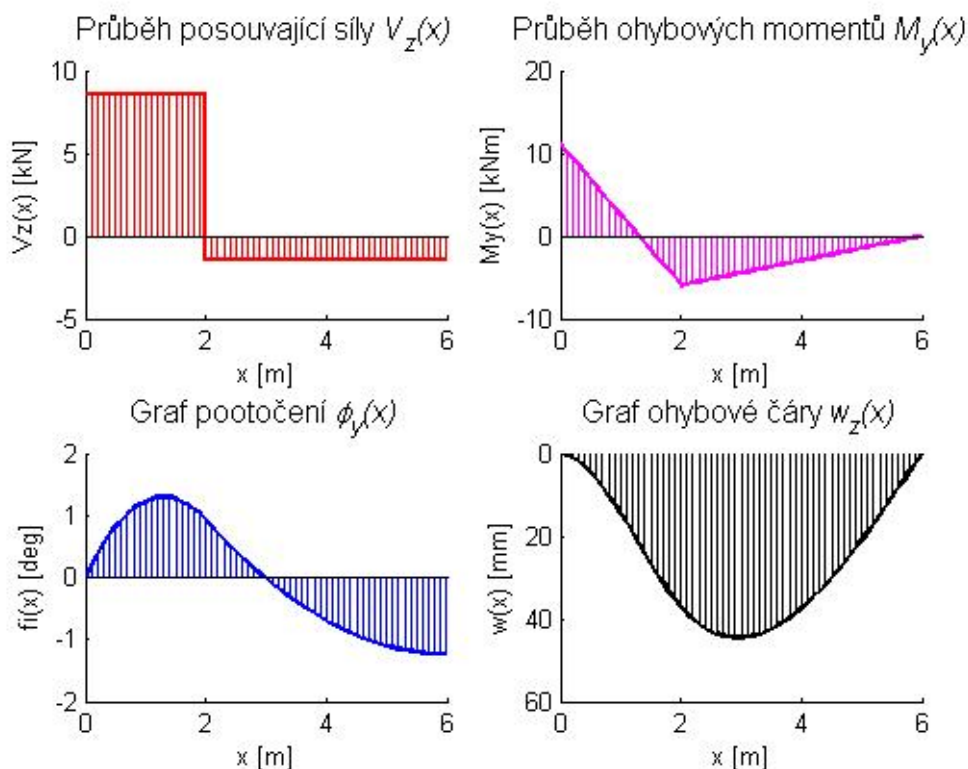 Průběh posouvající síly V_z(x)
Vz(x) [kN]
10
5
0
-5
0 2 4 6
x [m]
Průběh ohybových momentů M_y(x)
My(x) [kNm]
20
10
0
-10
0 2 4 6
x [m]
Graf pootočení ϕ_y(x)
fi(x) [deg]
2
1
0
-1
-2
0 2 4 6
x [m]
Graf ohybové čáry w_z(x)
w(x) [mm]
0
20
40
60
0 2 4 6
x [m]